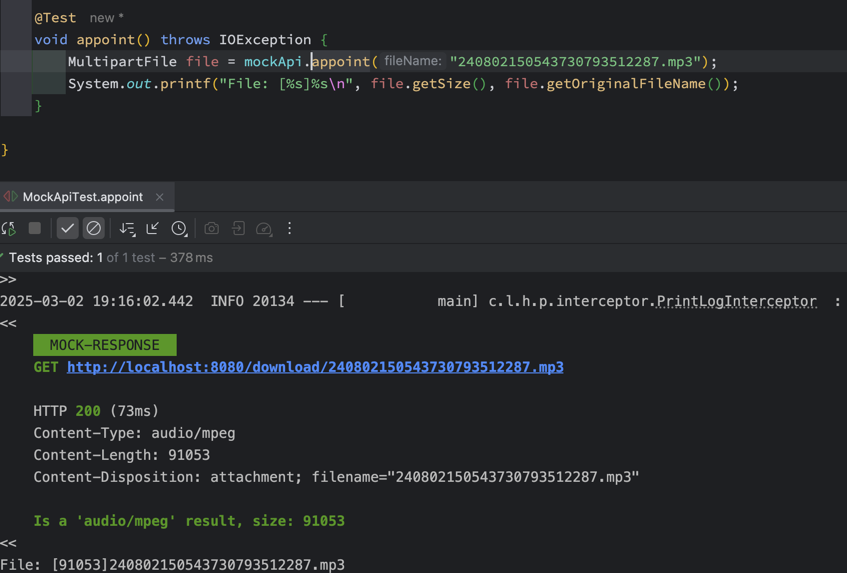 @Test new *
void appoint() throws IOException {
MultipartFile file = mockApi.appoint( fileName: "240802150543730793512287.mp3");
System.out.printf("File: [%s]%s\n", file.getSize(), file.getOriginalFileName());
}
}
MockApiTest.appoint
Tests passed: 1 of 1 test – 378 ms
>>
2025-03-02 19:16:02.442 INFO 20134 --- [ main] c.l.h.p.interceptor.PrintLogInterceptor :
<<
MOCK-RESPONSE
GET http://localhost:8080/download/240802150543730793512287.mp3
HTTP 200 (73ms)
Content-Type: audio/mpeg
Content-Length: 91053
Content-Disposition: attachment; filename="240802150543730793512287.mp3"
Is a 'audio/mpeg' result, size: 91053
<<
File: [91053]240802150543730793512287.mp3